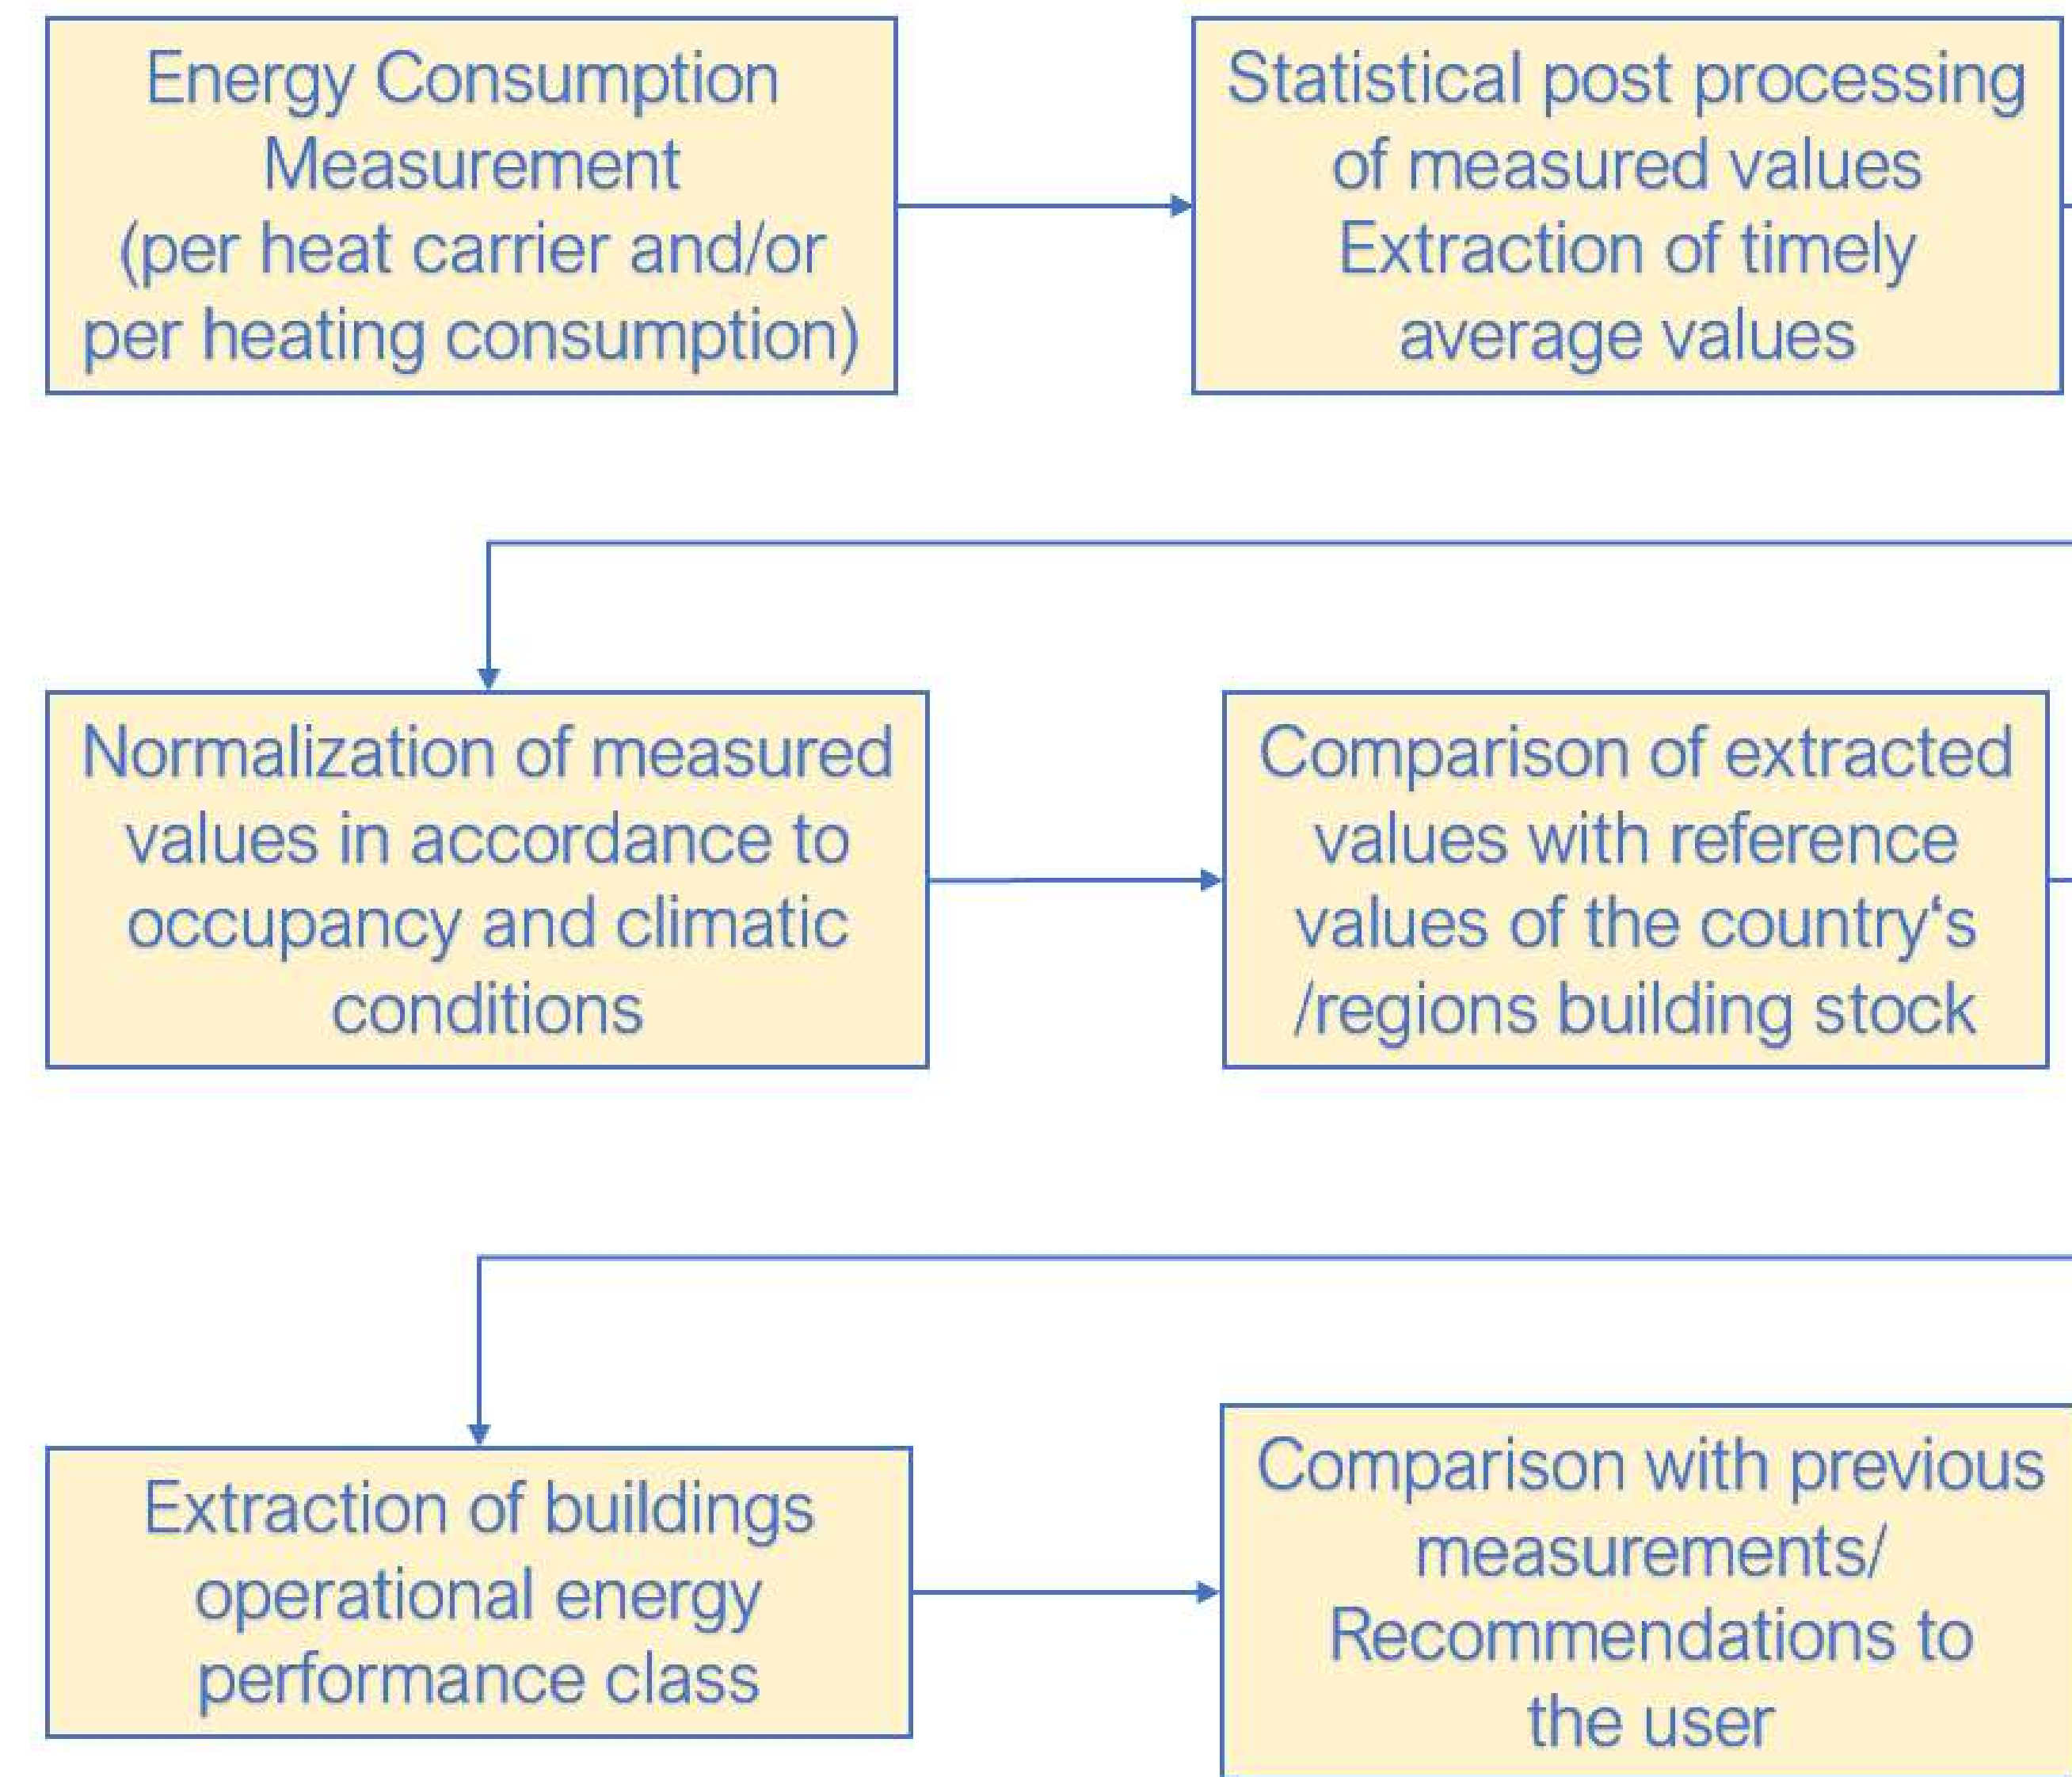 Energy Consumption
Measurement
(per heat carrier and/or
per heating consumption)
Statistical post processing
of measured values
Extraction of timely
average values
Normalization of measured
values in accordance to
occupancy and climatic
conditions
Comparison of extracted
values with reference
values of the country‘s
/regions building stock
Extraction of buildings
operational energy
performance class
Comparison with previous
measurements/
Recommendations to
the user